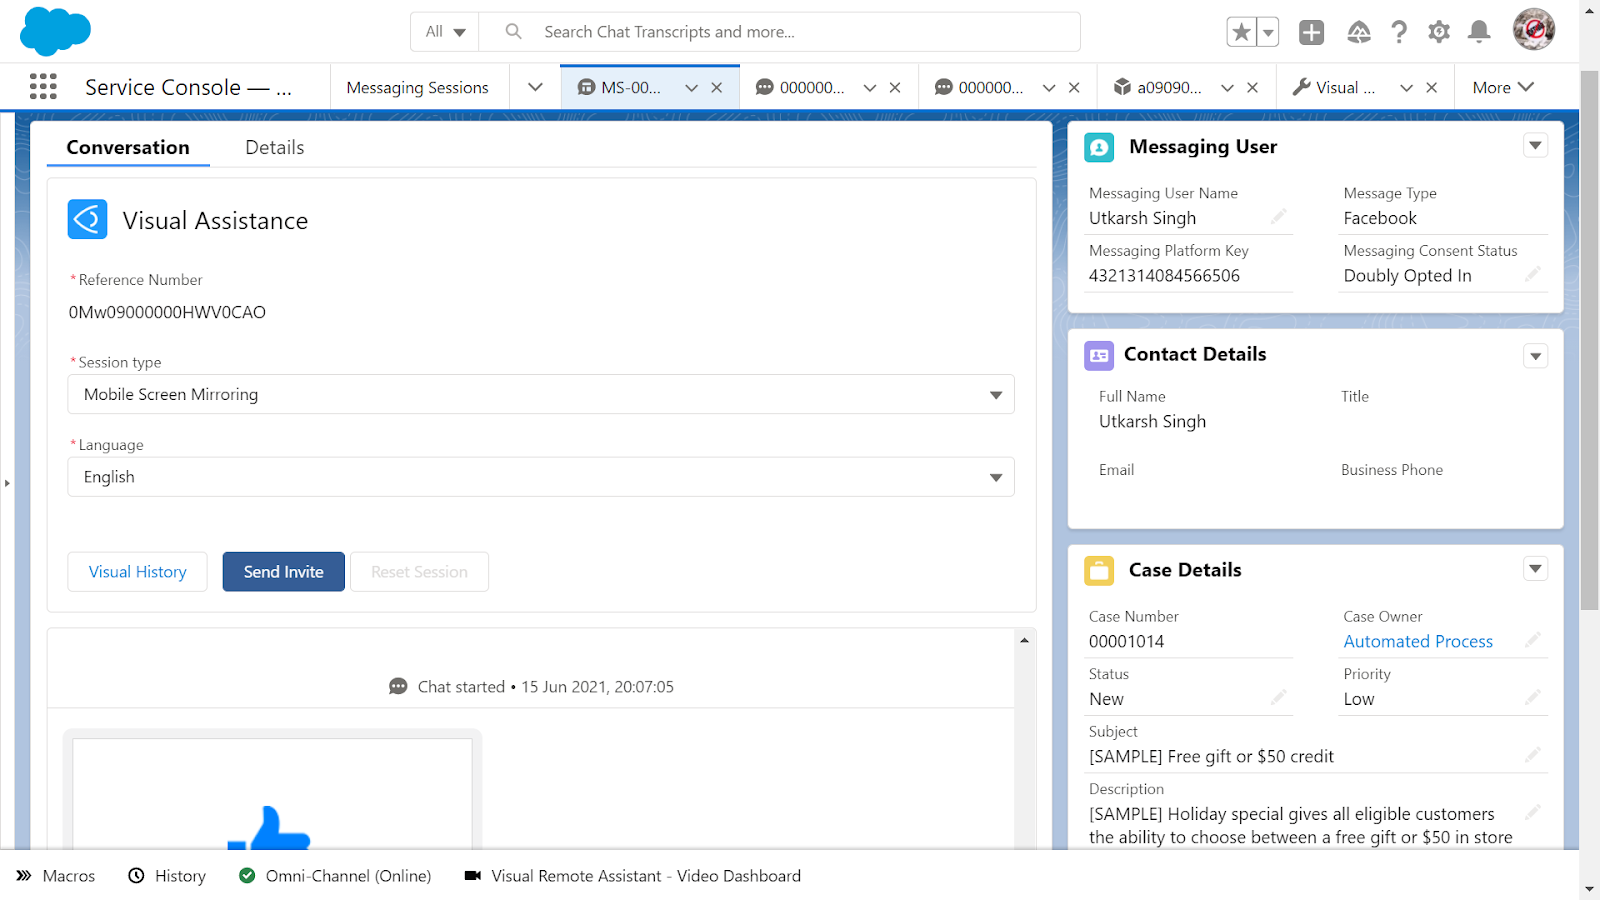 All
Search Chat Transcripts and more...
Service Console — ...
Messaging Sessions
MS-00...
000000...
000000...
a09090...
Visual ...
More
Conversation
Details
Visual Assistance
*Reference Number
0Mw09000000HWV0CAO
*Session type
Mobile Screen Mirroring
*Language
English
Visual History
Send Invite
Reset Session
Chat started • 15 Jun 2021, 20:07:05
Messaging User
Messaging User Name
Message Type
Utkarsh Singh
Facebook
Messaging Platform Key
Messaging Consent Status
4321314084566506
Doubly Opted In
Contact Details
Full Name
Title
Utkarsh Singh
Email
Business Phone
Case Details
Case Number
Case Owner
00001014
Automated Process
Status
Priority
New
Low
Subject
[SAMPLE] Free gift or $50 credit
Description
[SAMPLE] Holiday special gives all eligible customers
the ability to choose between a free gift or $50 in store
Macros
History
Omni-Channel (Online)
Visual Remote Assistant - Video Dashboard